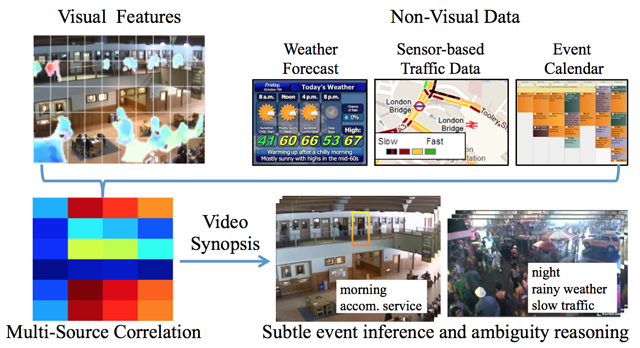 Visual Features
Non-Visual Data
Weather
Forecast
Sensor-based
Traffic Data
Event
Calendar
Friday,
Today's Weather
8 a.m. Noon 4 p.m. 8 p.m.
Chance
of Rain
0%
High:
41 60 66 53 67
Warming up after a chilly morning
Mostly sunny with highs in the mid-60s
London
Bridge
Tooley
London
Bridge
Slow Fast
Video
Synopsis
morning
accom. service
night
rainy weather
slow traffic
Multi-Source Correlation
Subtle event inference and ambiguity reasoning